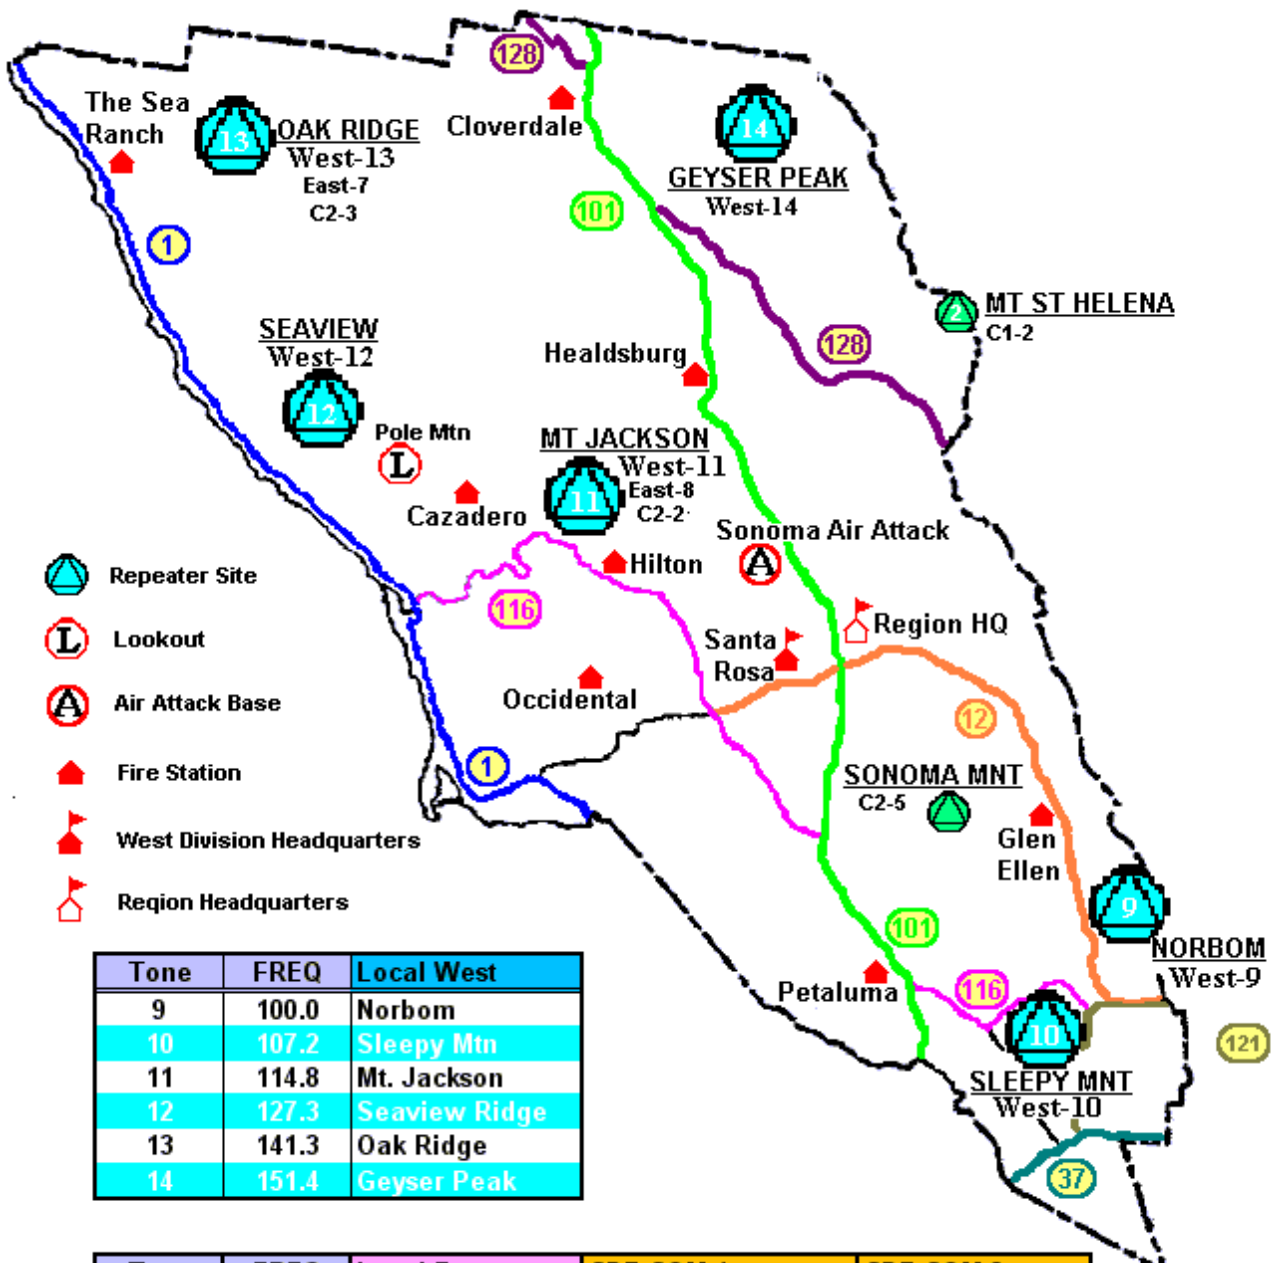 128
The Sea
Ranch
13
OAK RIDGE
West-13
East-7
C2-3
Cloverdale
14
GEYSER PEAK
West-14
101
1
2
MT ST HELENA
C1-2
SEAVIEW
West-12
12
Healdsburg
128
Pole Mtn
L
MT JACKSON
West-11
East-8
C2-2
11
Cazadero
Sonoma Air Attack
A
Hilton
116
Region HQ
Santa
Rosa
Occidental
12
1
SONOMA MNT
C2-5
Glen
Ellen
Repeater Site
L Lookout
A Air Attack Base
Fire Station
West Division Headquarters
Region Headquarters
9
NORBOM
West-9
101
Petaluma
116
10
121
SLEEPY MNT
West-10
37
Tone FREQ Local West
9 100.0 Norbom
10 107.2 Sleepy Mtn
11 114.8 Mt. Jackson
12 127.3 Seaview Ridge
13 141.3 Oak Ridge
14 151.4 Geyser Peak